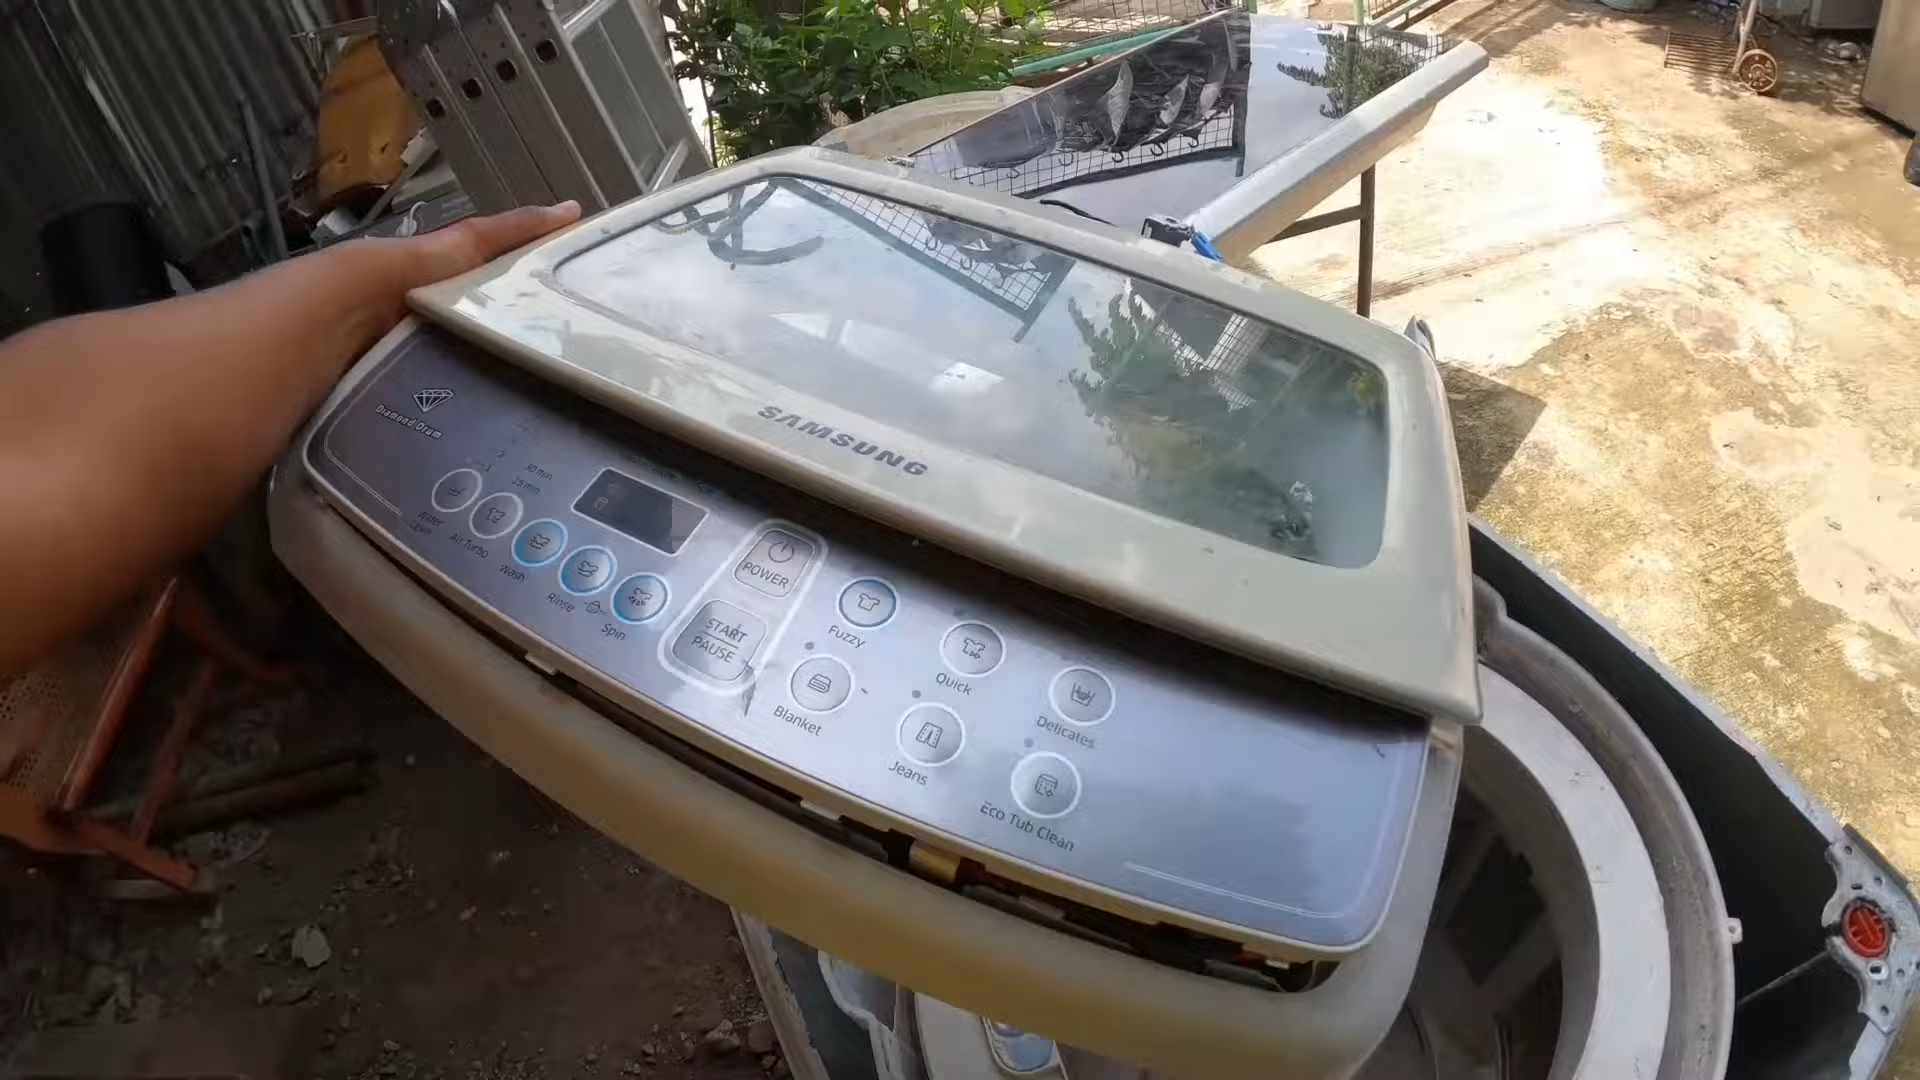 SAMSUNG
Diamond Drum
30 min
15 min
Water
Level
Air Turbo
Wash
Rinse
Spin
POWER
START
PAUSE
Fuzzy
Quick
Delicates
Blanket
Jeans
Eco Tub Clean